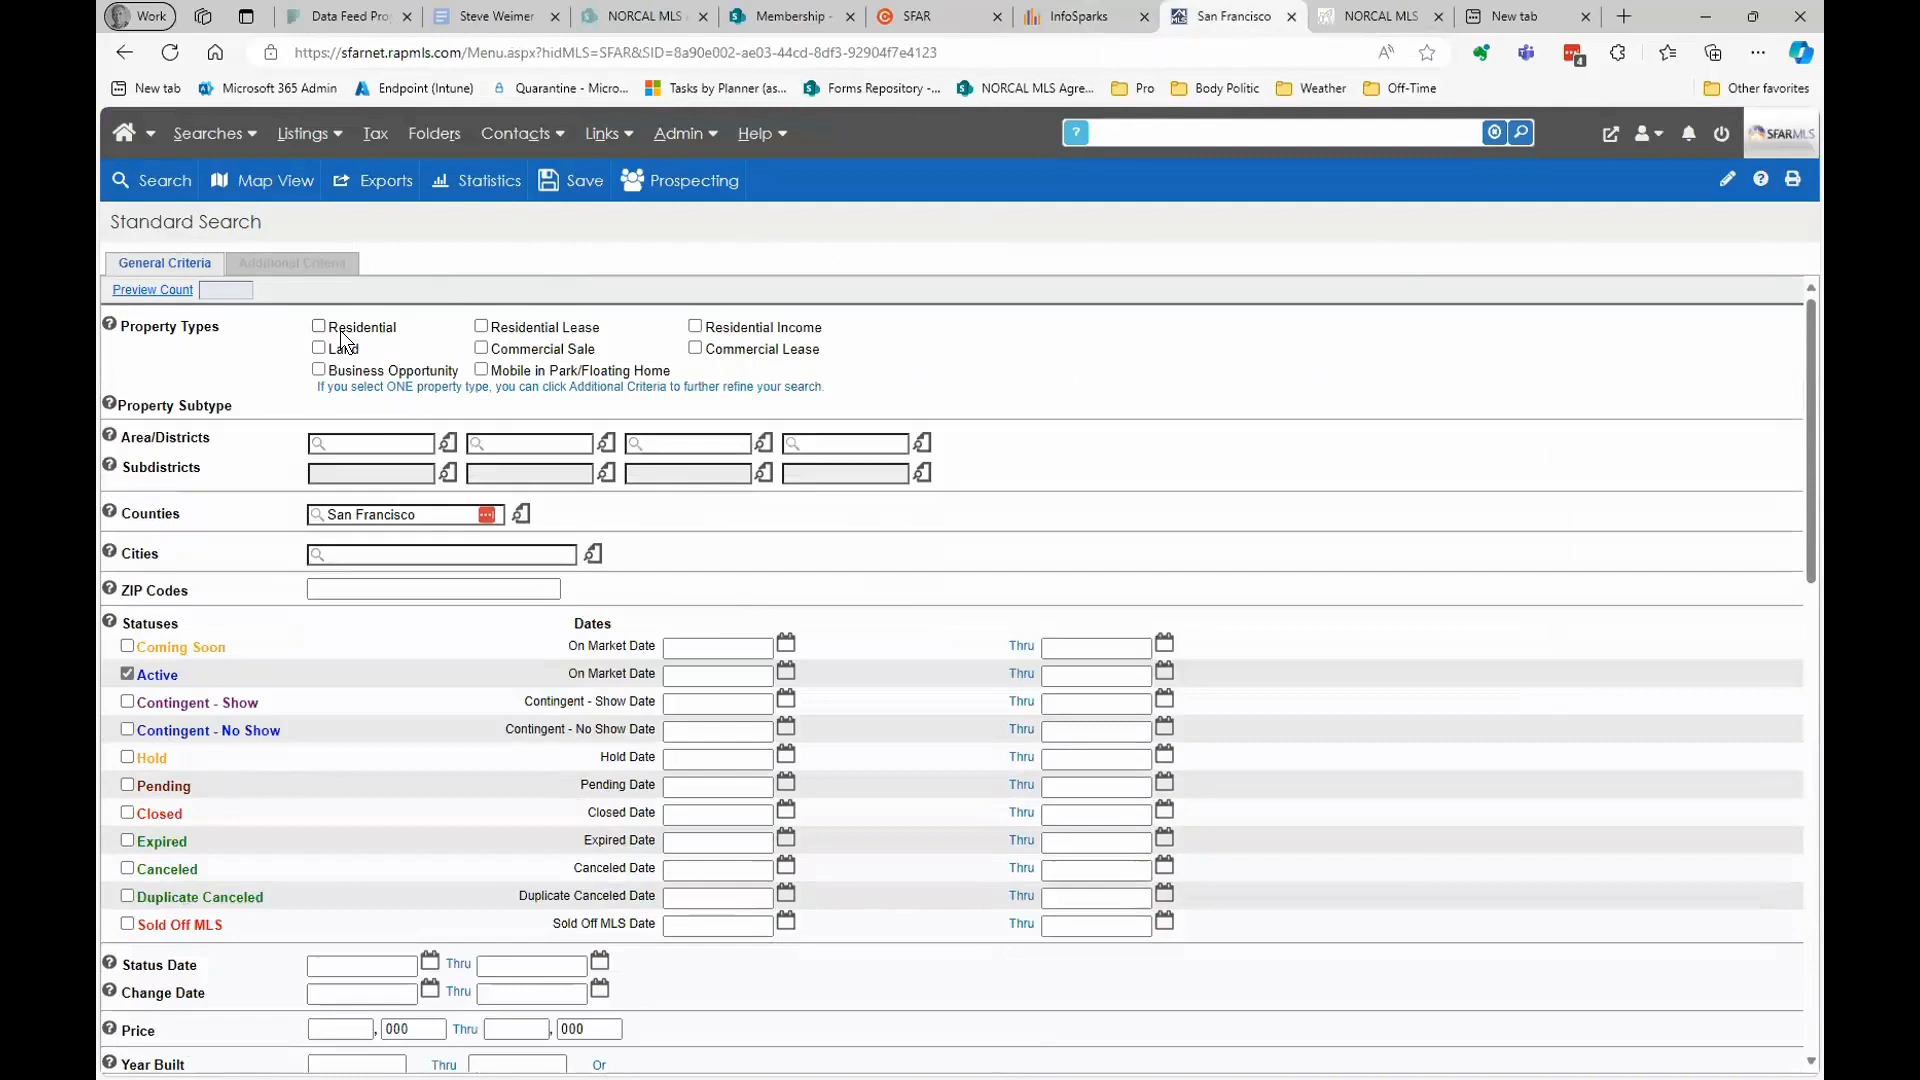 Work Data Feed Pro Steve Weimer NORCAL MLS Membership - SFAR InfoSparks San Francisco NORCAL MLS New tab
https://sfarnet.rapmls.com/Menu.aspx?hidMLS=SFAR&SID=8a90e002-ae03-44cd-8df3-92904f7e4123
4
New tab Microsoft 365 Admin Endpoint (Intune) Quarantine - Micro... Tasks by Planner (as... Forms Repository -... NORCAL MLS Agre... Pro Body Politic Weather Off-Time Other favorites
Searches Listings Tax Folders Contacts Links Admin Help ? SFARMLS
Search Map View Exports Statistics Save Prospecting
Standard Search
General Criteria Additional Criteria
Preview Count
Property Types Residential Residential Lease Residential Income
Land Commercial Sale Commercial Lease
Business Opportunity Mobile in Park/Floating Home
If you select ONE property type, you can click Additional Criteria to further refine your search.
Property Subtype
Area/Districts
Subdistricts
Counties San Francisco
Cities
ZIP Codes
Statuses Dates
Coming Soon On Market Date Thru
Active On Market Date Thru
Contingent - Show Contingent - Show Date Thru
Contingent - No Show Contingent - No Show Date Thru
Hold Hold Date Thru
Pending Pending Date Thru
Closed Closed Date Thru
Expired Expired Date Thru
Canceled Canceled Date Thru
Duplicate Canceled Duplicate Canceled Date Thru
Sold Off MLS Sold Off MLS Date Thru
Status Date Thru
Change Date Thru
Price , 000 Thru , 000
Year Built Thru Or